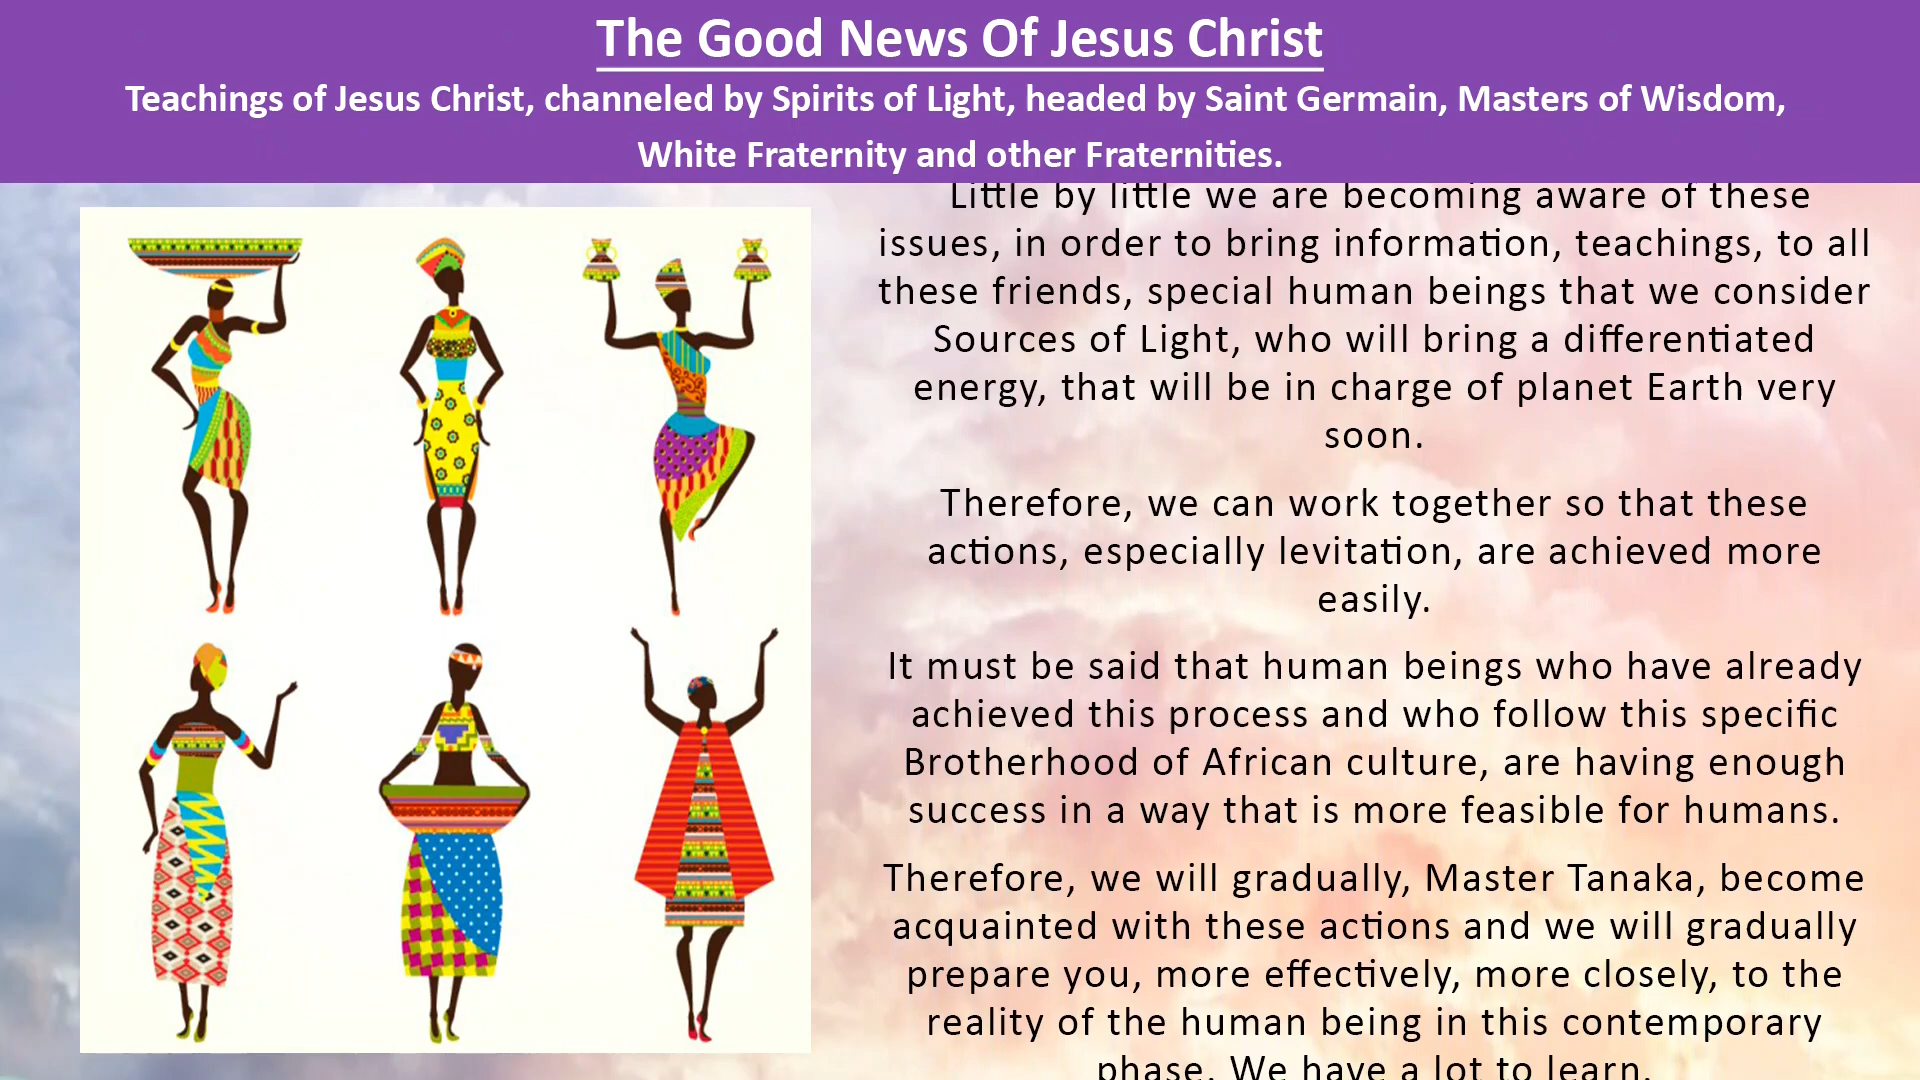 The Good News Of Jesus Christ
Teachings of Jesus Christ, channeled by Spirits of Light, headed by Saint Germain, Masters of Wisdom,
White Fraternity and other Fraternities.
Little by little we are becoming aware of these
issues, in order to bring information, teachings, to all
these friends, special human beings that we consider
Sources of Light, who will bring a differentiated
energy, that will be in charge of planet Earth very
soon.
Therefore, we can work together so that these
actions, especially levitation, are achieved more
easily.
It must be said that human beings who have already
achieved this process and who follow this specific
Brotherhood of African culture, are having enough
success in a way that is more feasible for humans.
Therefore, we will gradually, Master Tanaka, become
acquainted with these actions and we will gradually
prepare you, more effectively, more closely, to the
reality of the human being in this contemporary
phase. We have a lot to learn.